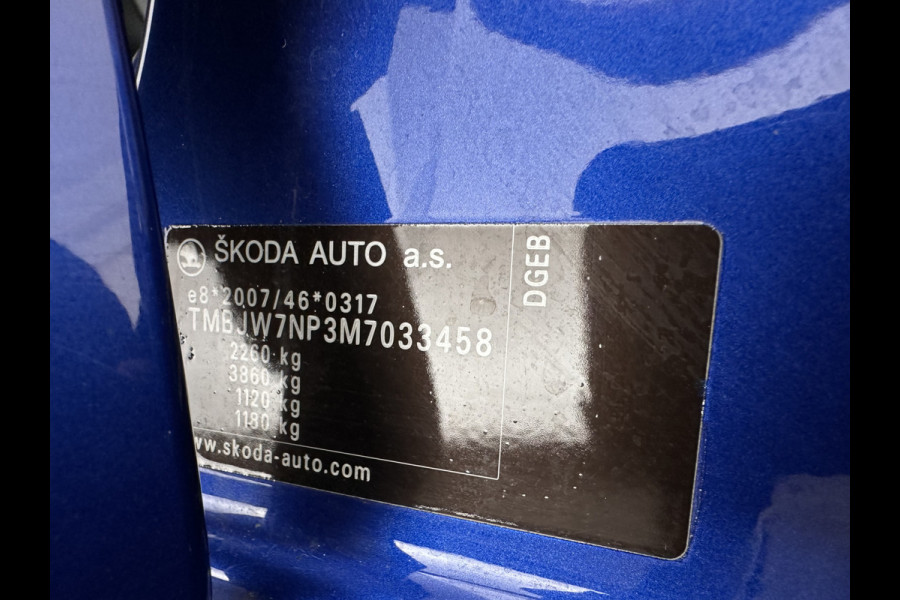 ŠKODA AUTO a.s.
DGEB
e8*2007/46*0317
TMBJW7NP3M7033458
2260 kg
3860 kg
1120 kg
1180 kg
www.skoda-auto.com